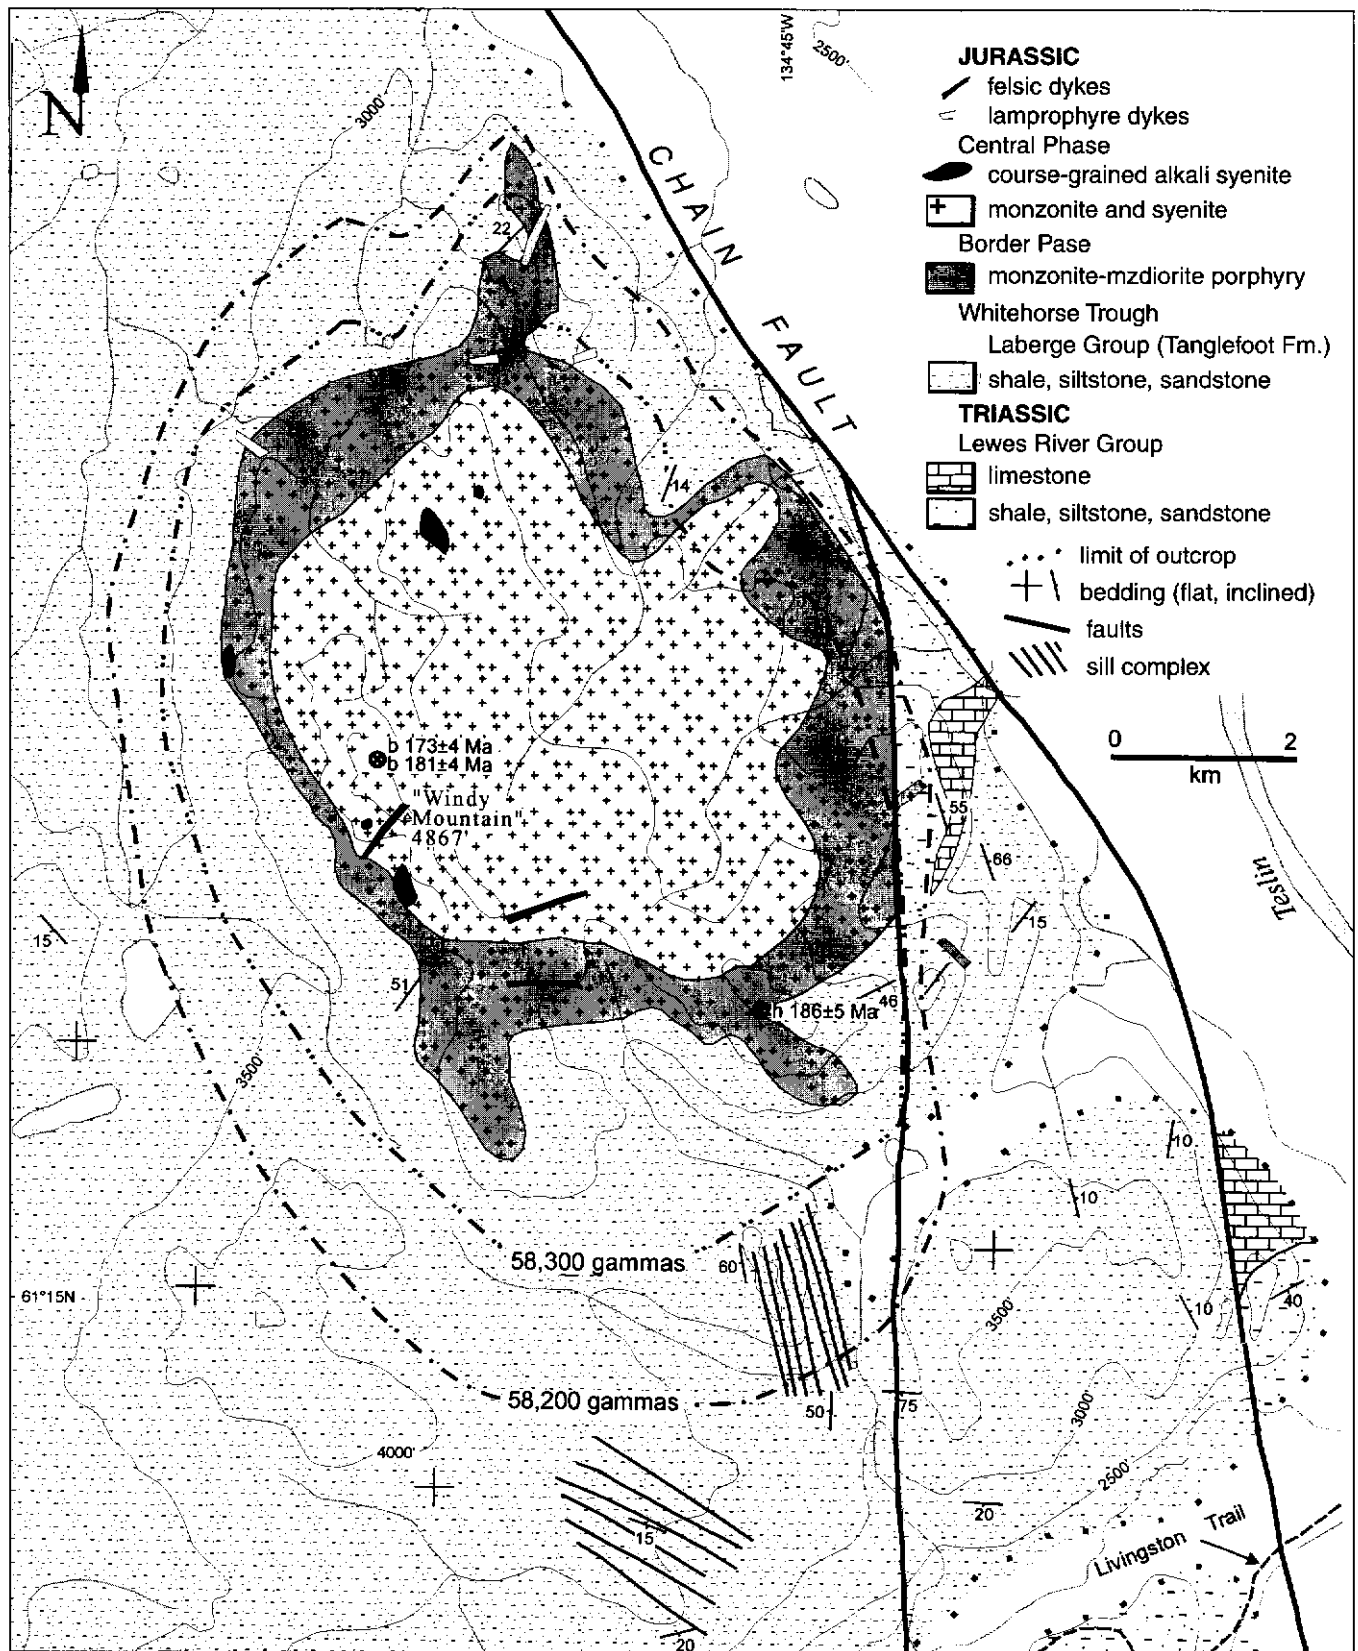 JURASSIC
felsic dykes
lamprophyre dykes
Central Phase
course-grained alkali syenite
monzonite and syenite
Border Pase
monzonite-mzdiorite porphyry
Whitehorse Trough
Laberge Group (Tanglefoot Fm.)
shale, siltstone, sandstone
TRIASSIC
Lewes River Group
limestone
shale, siltstone, sandstone
limit of outcrop
bedding (flat, inclined)
faults
sill complex
0 2
km
N
134°45'W
2500'
3000'
CHAIN FAULT
22
14
b 173±4 Ma
b 181±4 Ma
"Windy
Mountain"
4867'
55
66
15
15
51
46
h 186±5 Ma
Teslin
3500'
10
10
58,300 gammas
60
61°15N
10
40
3500'
58,200 gammas
50
75
3000'
4000'
2500'
20
15
Livingston Trail
20